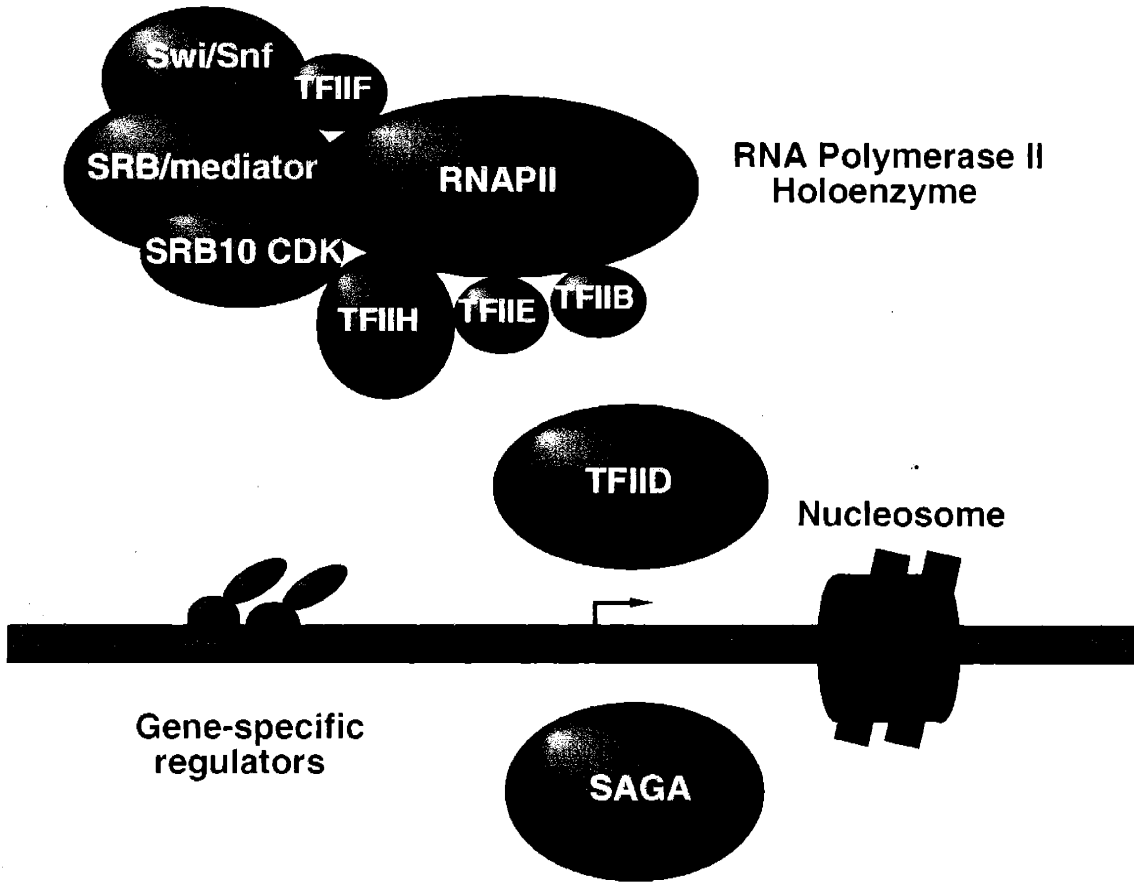 Swi/Snf
TFIIF
SRB/mediator
RNAPII
RNA Polymerase II
Holoenzyme
SRB10 CDK
TFIIH
TFIIE
TFIIB
TFIID
Nucleosome
Gene-specific
regulators
SAGA